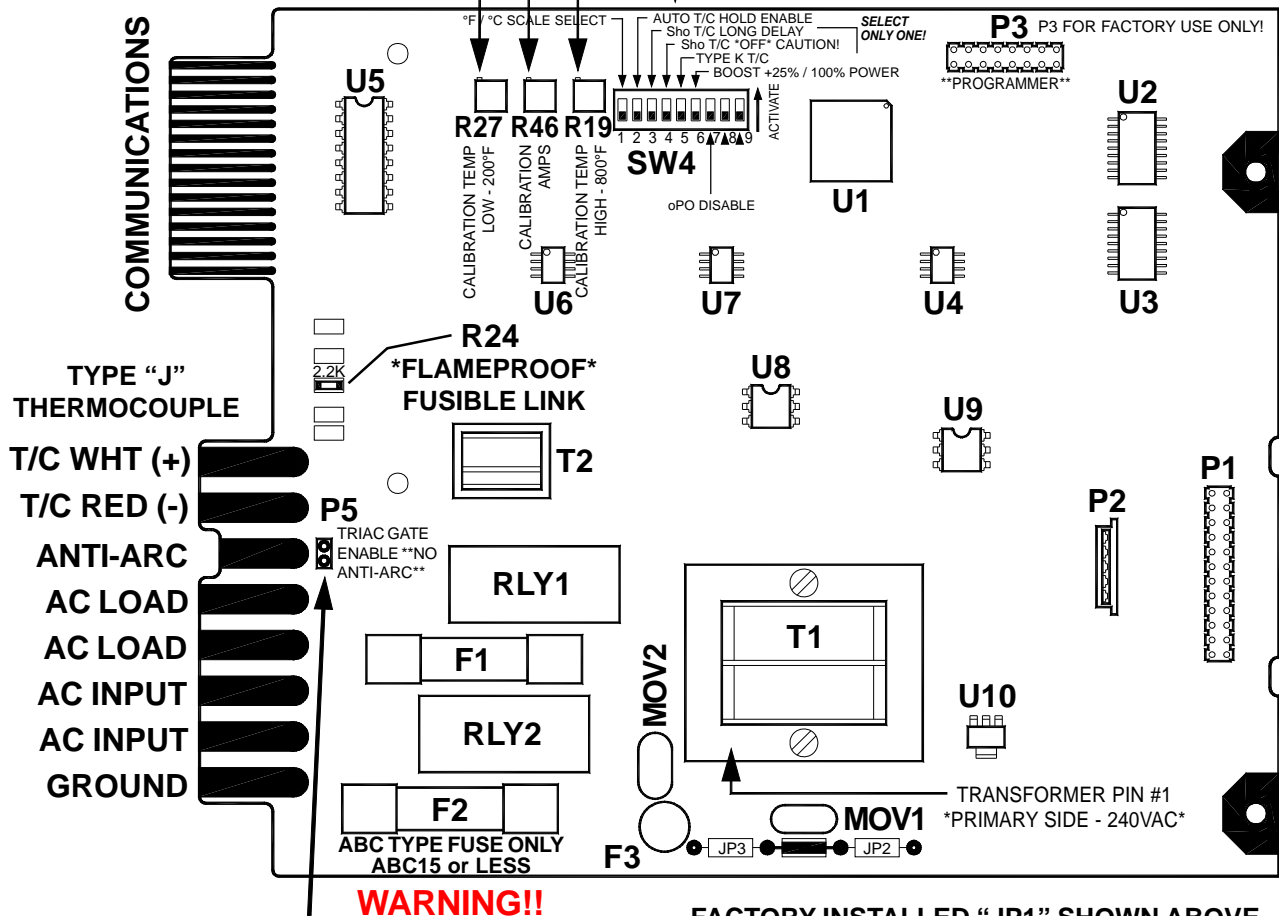 COMMUNICATIONS
°F / °C SCALE SELECT
AUTO T/C HOLD ENABLE
Sho T/C LONG DELAY
Sho T/C *OFF* CAUTION!
TYPE K T/C
BOOST +25% / 100% POWER
SELECT
ONLY ONE!
ACTIVATE
P3 P3 FOR FACTORY USE ONLY!
**PROGRAMMER**
U5
R27 R46 R19
1 2 3 4 5 6 7 8 9
SW4
oPO DISABLE
CALIBRATION TEMP
LOW - 200°F
CALIBRATION
AMPS
CALIBRATION TEMP
HIGH - 800°F
U1
U2
U3
U6
U7
U4
R24
*FLAMEPROOF*
FUSIBLE LINK
2.2K
TYPE “J”
THERMOCOUPLE
U8
U9
T2
T/C WHT (+)
T/C RED (-)
ANTI-ARC
AC LOAD
AC LOAD
AC INPUT
AC INPUT
GROUND
P5
TRIAC GATE
ENABLE **NO
ANTI-ARC**
P1
P2
RLY1
F1
RLY2
F2
ABC TYPE FUSE ONLY
ABC15 or LESS
WARNING!!
T1
MOV2
U10
TRANSFORMER PIN #1
*PRIMARY SIDE - 240VAC*
MOV1
F3
JP3
JP2
FACTORY INSTALLED “JP1” SHOWN ABOVE